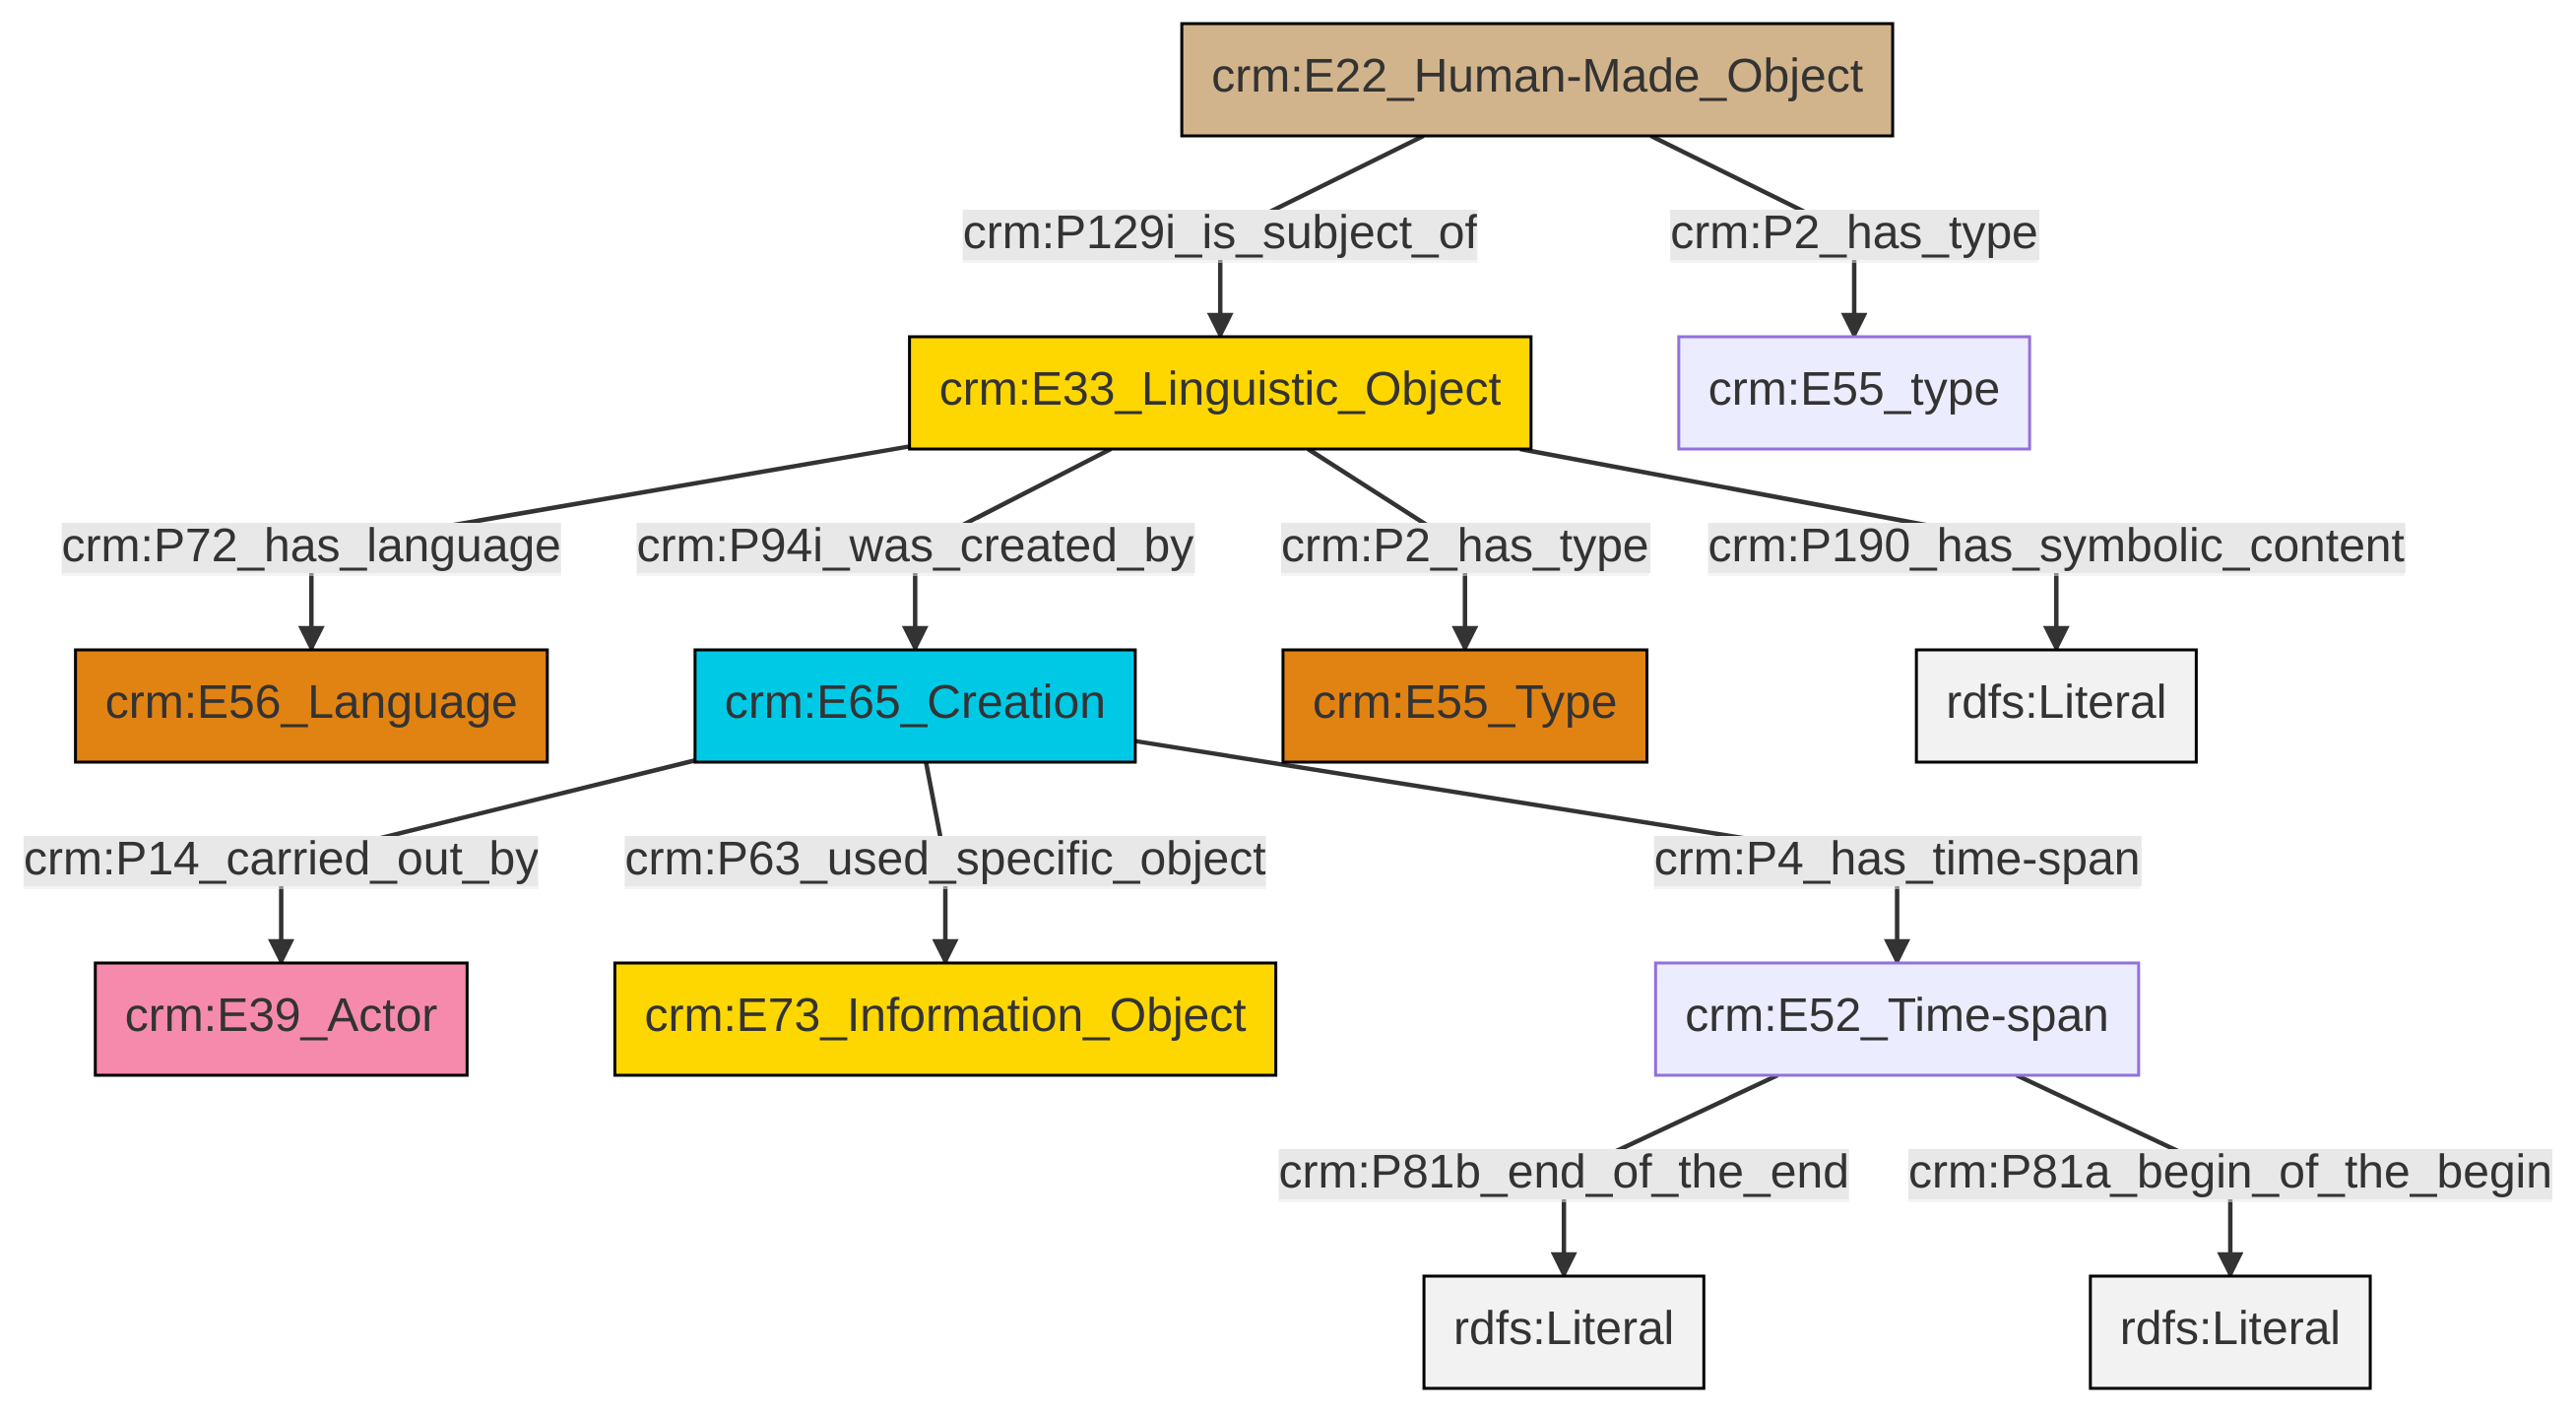 crm:E22_Human-Made_Object
crm:P129i_is_subject_of
crm:P2_has_type
crm:E33_Linguistic_Object
crm:E55_type
crm:P72_has_language
crm:P94i_was_created_by
crm:P2_has_type
crm:P190_has_symbolic_content
crm:E56_Language
crm:E65_Creation
crm:E55_Type
rdfs:Literal
crm:P14_carried_out_by
crm:P63_used_specific_object
crm:P4_has_time-span
crm:E39_Actor
crm:E73_Information_Object
crm:E52_Time-span
crm:P81b_end_of_the_end
crm:P81a_begin_of_the_begin
rdfs:Literal
rdfs:Literal